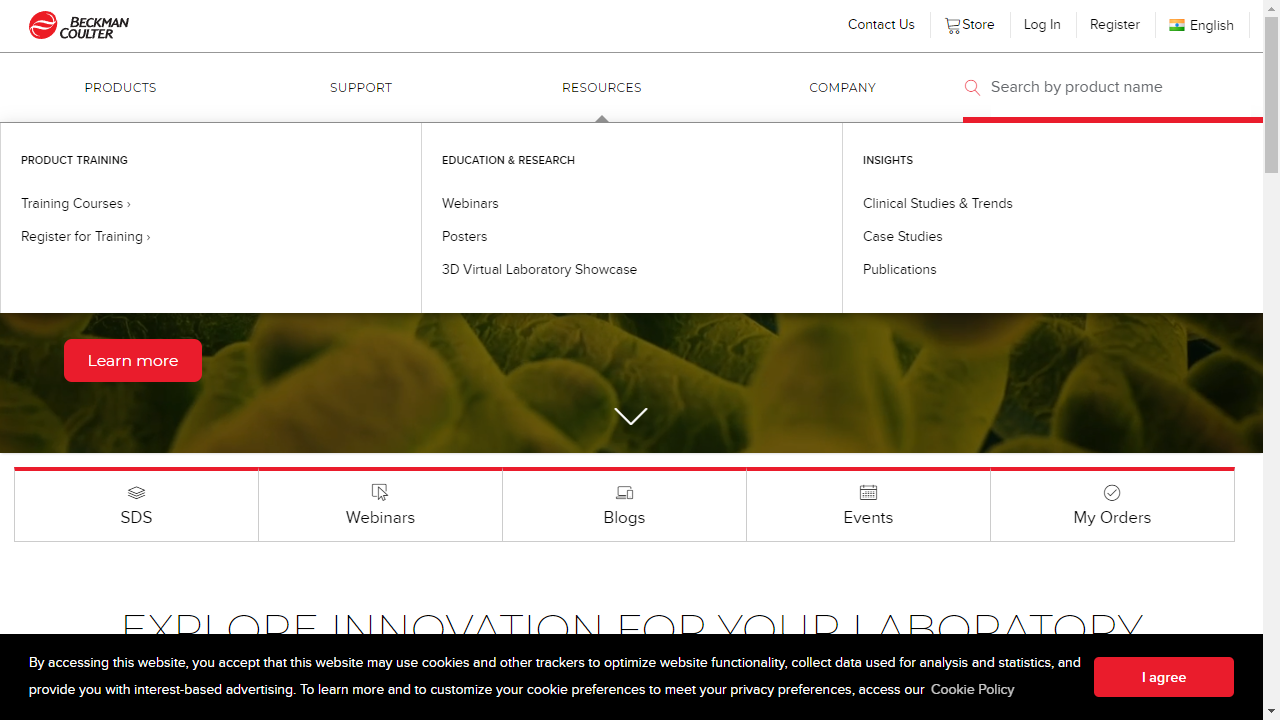 BECKMAN
COULTER
Contact Us
Store
Log In
Register
English
PRODUCTS
SUPPORT
RESOURCES
COMPANY
Search by product name
PRODUCT TRAINING
Training Courses ›
Register for Training ›
EDUCATION & RESEARCH
Webinars
Posters
3D Virtual Laboratory Showcase
INSIGHTS
Clinical Studies & Trends
Case Studies
Publications
Learn more
SDS
Webinars
Blogs
Events
My Orders
EXPLORE INNOVATION FOR YOUR LABORATORY
By accessing this website, you accept that this website may use cookies and other trackers to optimize website functionality, collect data used for analysis and statistics, and
provide you with interest-based advertising. To learn more and to customize your cookie preferences to meet your privacy preferences, access our Cookie Policy
I agree